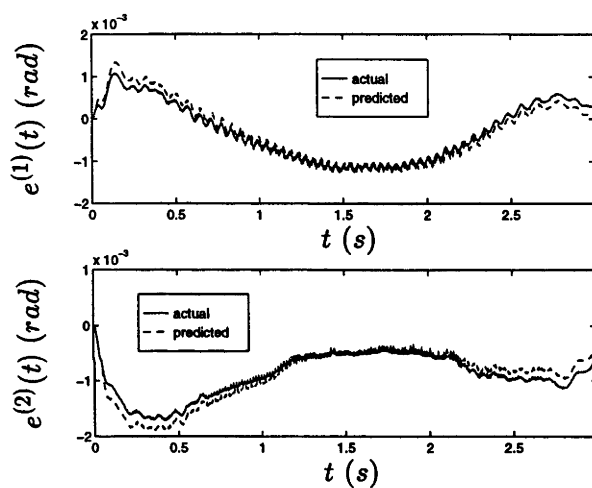 x 10⁻³
2
1
0
−1
−2
e⁽¹⁾(t) (rad)
actual
predicted
0 0.5 1 1.5 2 2.5
t (s)
x 10⁻³
1
0
−1
−2
e⁽²⁾(t) (rad)
actual
predicted
0 0.5 1 1.5 2 2.5
t (s)